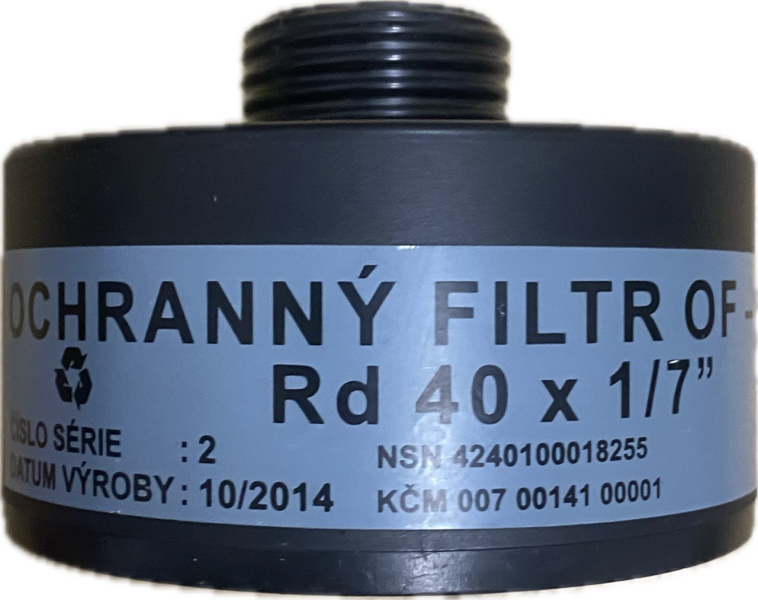 OCHRANNÝ FILTR OF-
Rd 40 x 1/7”
ČÍSLO SÉRIE : 2
DATUM VÝROBY : 10/2014
NSN 4240100018255
KČM 007 00141 00001